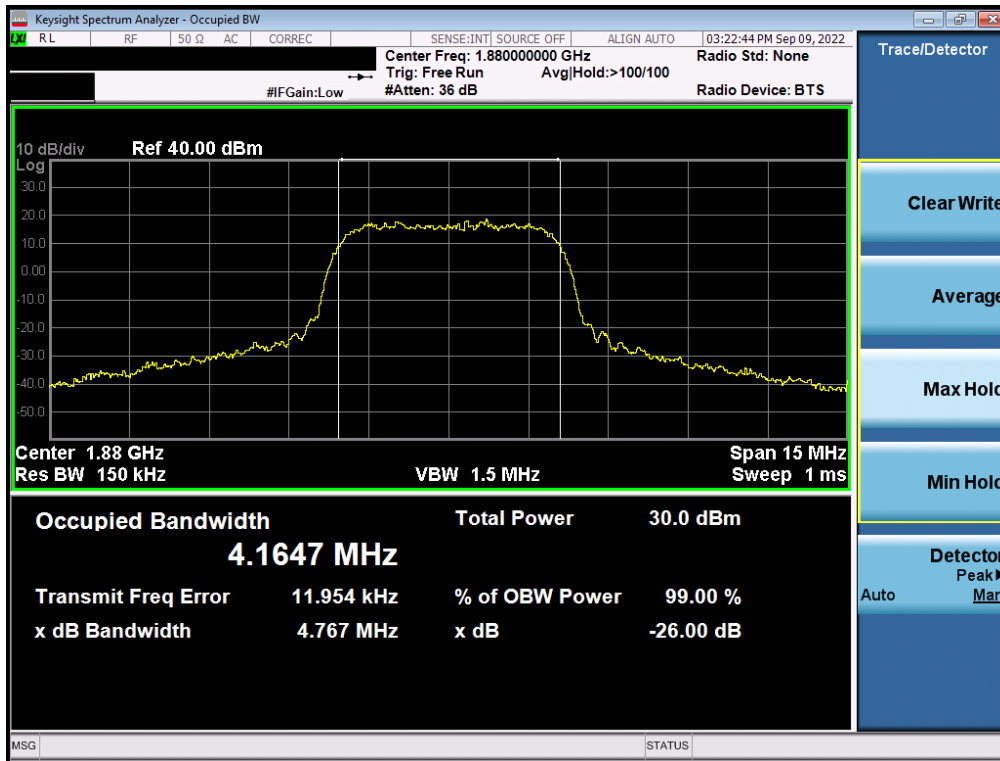 Keysight Spectrum Analyzer - Occupied BW
LXI RL RF 50 Ω AC CORREC SENSE:INT SOURCE OFF ALIGN AUTO 03:22:44 PM Sep 09, 2022
Center Freq: 1.880000000 GHz Radio Std: None
Trig: Free Run Avg|Hold:>100/100
#IFGain:Low #Atten: 36 dB Radio Device: BTS
Trace/Detector
10 dB/div Ref 40.00 dBm
Log
30.0
20.0
10.0
0.00
-10.0
-20.0
-30.0
-40.0
-50.0
Center 1.88 GHz Span 15 MHz
Res BW 150 kHz VBW 1.5 MHz Sweep 1 ms
Occupied Bandwidth Total Power 30.0 dBm
4.1647 MHz
Transmit Freq Error 11.954 kHz % of OBW Power 99.00 %
x dB Bandwidth 4.767 MHz x dB -26.00 dB
Clear Write
Average
Max Hold
Min Hold
Detector
Peak
Auto Man
MSG STATUS